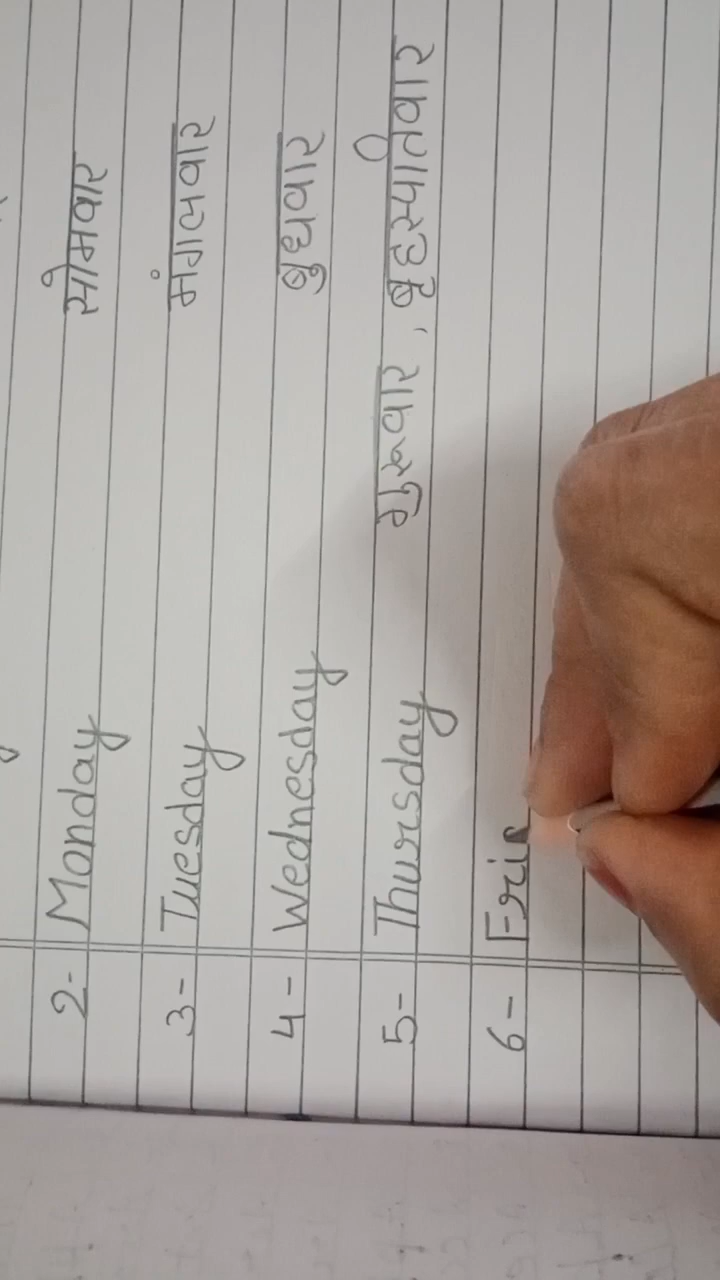 2- Monday सोमवार
3- Tuesday मंगलवार
4- Wednesday बुधवार
5- Thursday गुरूवार, बृहस्पतिवार
6- Fri